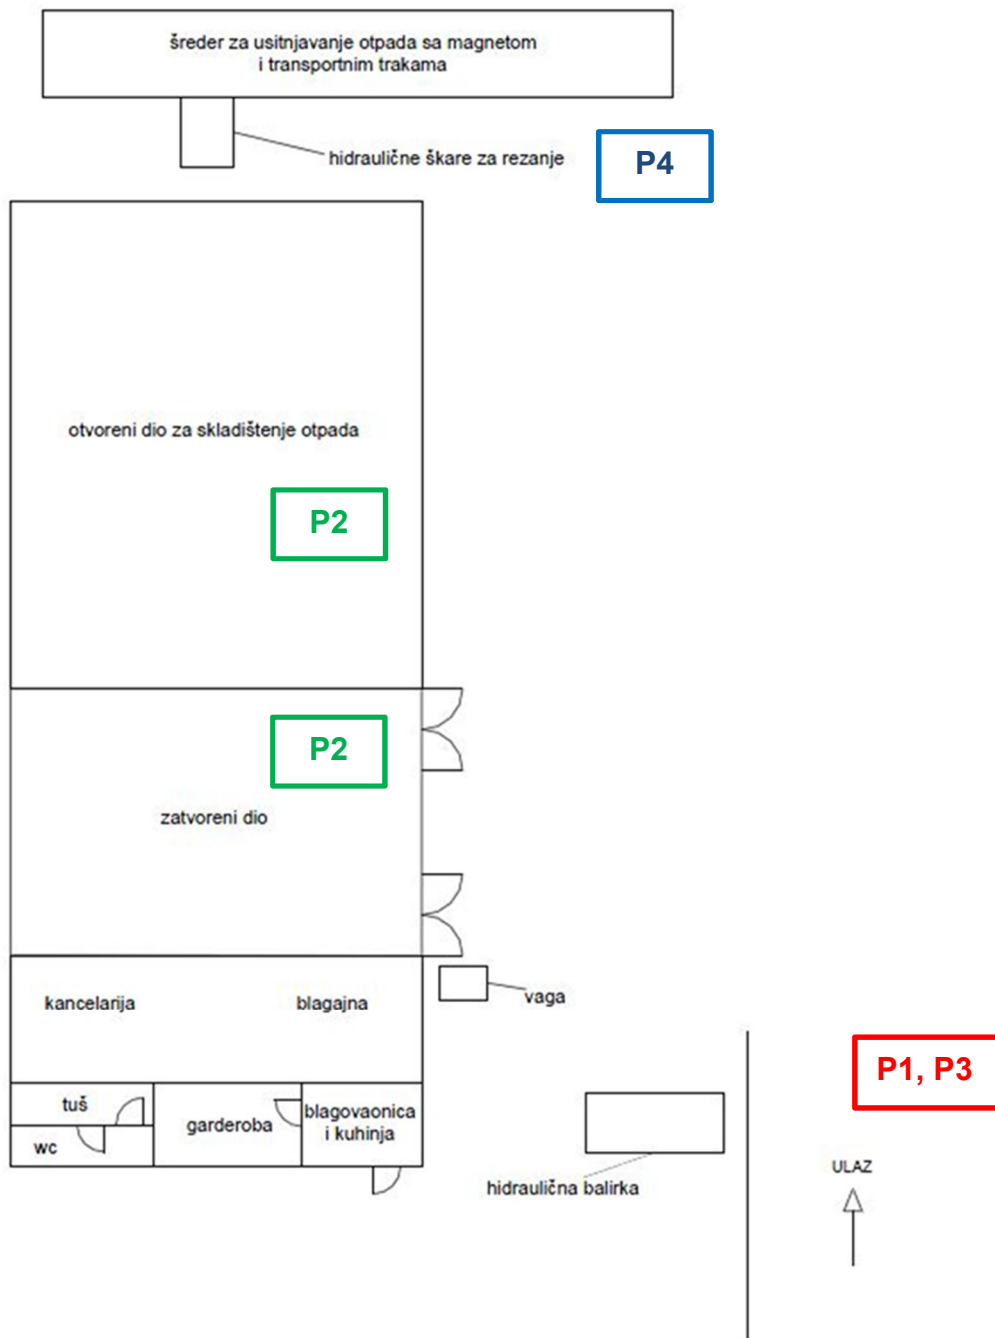 šreder za usitnjavanje otpada sa magnetom
i transportnim trakama
hidraulične škare za rezanje
P4
otvoreni dio za skladištenje otpada
P2
P2
zatvoreni dio
kancelarija
blagajna
vaga
P1, P3
tuš
garderoba
blagovaonica
i kuhinja
wc
hidraulična balirka
ULAZ